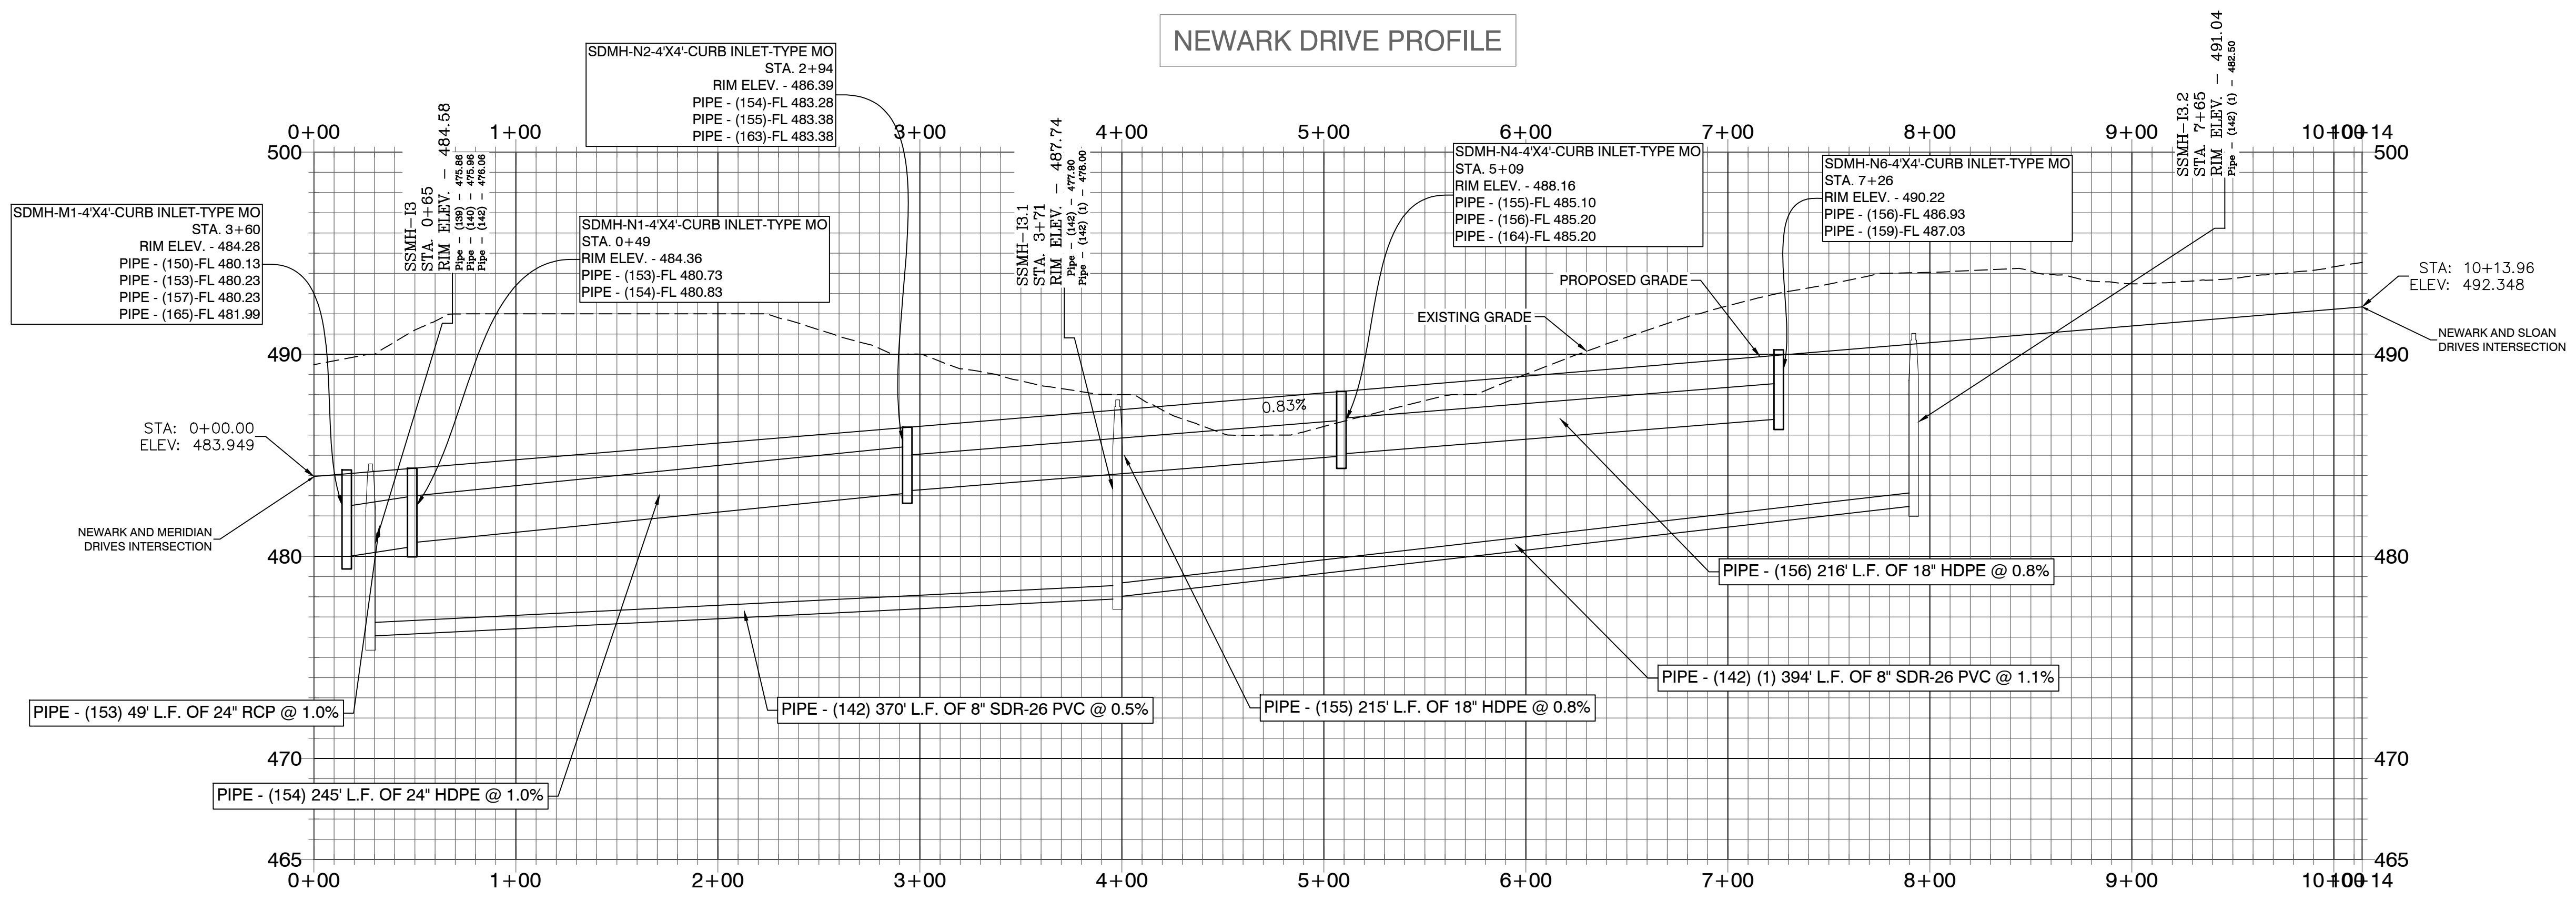 NEWARK DRIVE PROFILE
SDMH-N2-4'X4'-CURB INLET-TYPE MO
STA. 2+94
RIM ELEV. - 486.39
PIPE - (154)-FL 483.28
PIPE - (155)-FL 483.38
PIPE - (163)-FL 483.38
0+00
1+00
3+00
4+00
5+00
6+00
7+00
8+00
9+00
10+00
10+14
500
500
SDMH-M1-4'X4'-CURB INLET-TYPE MO
STA. 3+60
RIM ELEV. - 484.28
PIPE - (150)-FL 480.13
PIPE - (153)-FL 480.23
PIPE - (157)-FL 480.23
PIPE - (165)-FL 481.99
SSMH-I3
STA. 0+65
RIM ELEV. - 484.58
Pipe - (139) - 475.86
Pipe - (140) - 475.96
Pipe - (142) - 476.06
SDMH-N1-4'X4'-CURB INLET-TYPE MO
STA. 0+49
RIM ELEV. - 484.36
PIPE - (153)-FL 480.73
PIPE - (154)-FL 480.83
SSMH-I3.1
STA. 3+71
RIM ELEV. - 487.74
Pipe - (142) - 477.90
Pipe - (142) (1) - 478.00
SDMH-N4-4'X4'-CURB INLET-TYPE MO
STA. 5+09
RIM ELEV. - 488.16
PIPE - (155)-FL 485.10
PIPE - (156)-FL 485.20
PIPE - (164)-FL 485.20
SDMH-N6-4'X4'-CURB INLET-TYPE MO
STA. 7+26
RIM ELEV. - 490.22
PIPE - (156)-FL 486.93
PIPE - (159)-FL 487.03
SSMH-I3.2
STA. 7+65
RIM ELEV. - 491.04
Pipe - (142) (1) - 482.50
PROPOSED GRADE
EXISTING GRADE
STA: 10+13.96
ELEV: 492.348
NEWARK AND SLOAN
DRIVES INTERSECTION
490
490
0.83%
STA: 0+00.00
ELEV: 483.949
NEWARK AND MERIDIAN
DRIVES INTERSECTION
480
480
PIPE - (156) 216' L.F. OF 18" HDPE @ 0.8%
PIPE - (142) (1) 394' L.F. OF 8" SDR-26 PVC @ 1.1%
PIPE - (153) 49' L.F. OF 24" RCP @ 1.0%
PIPE - (142) 370' L.F. OF 8" SDR-26 PVC @ 0.5%
PIPE - (155) 215' L.F. OF 18" HDPE @ 0.8%
470
470
PIPE - (154) 245' L.F. OF 24" HDPE @ 1.0%
465
465
0+00
1+00
2+00
3+00
4+00
5+00
6+00
7+00
8+00
9+00
10+00
10+14